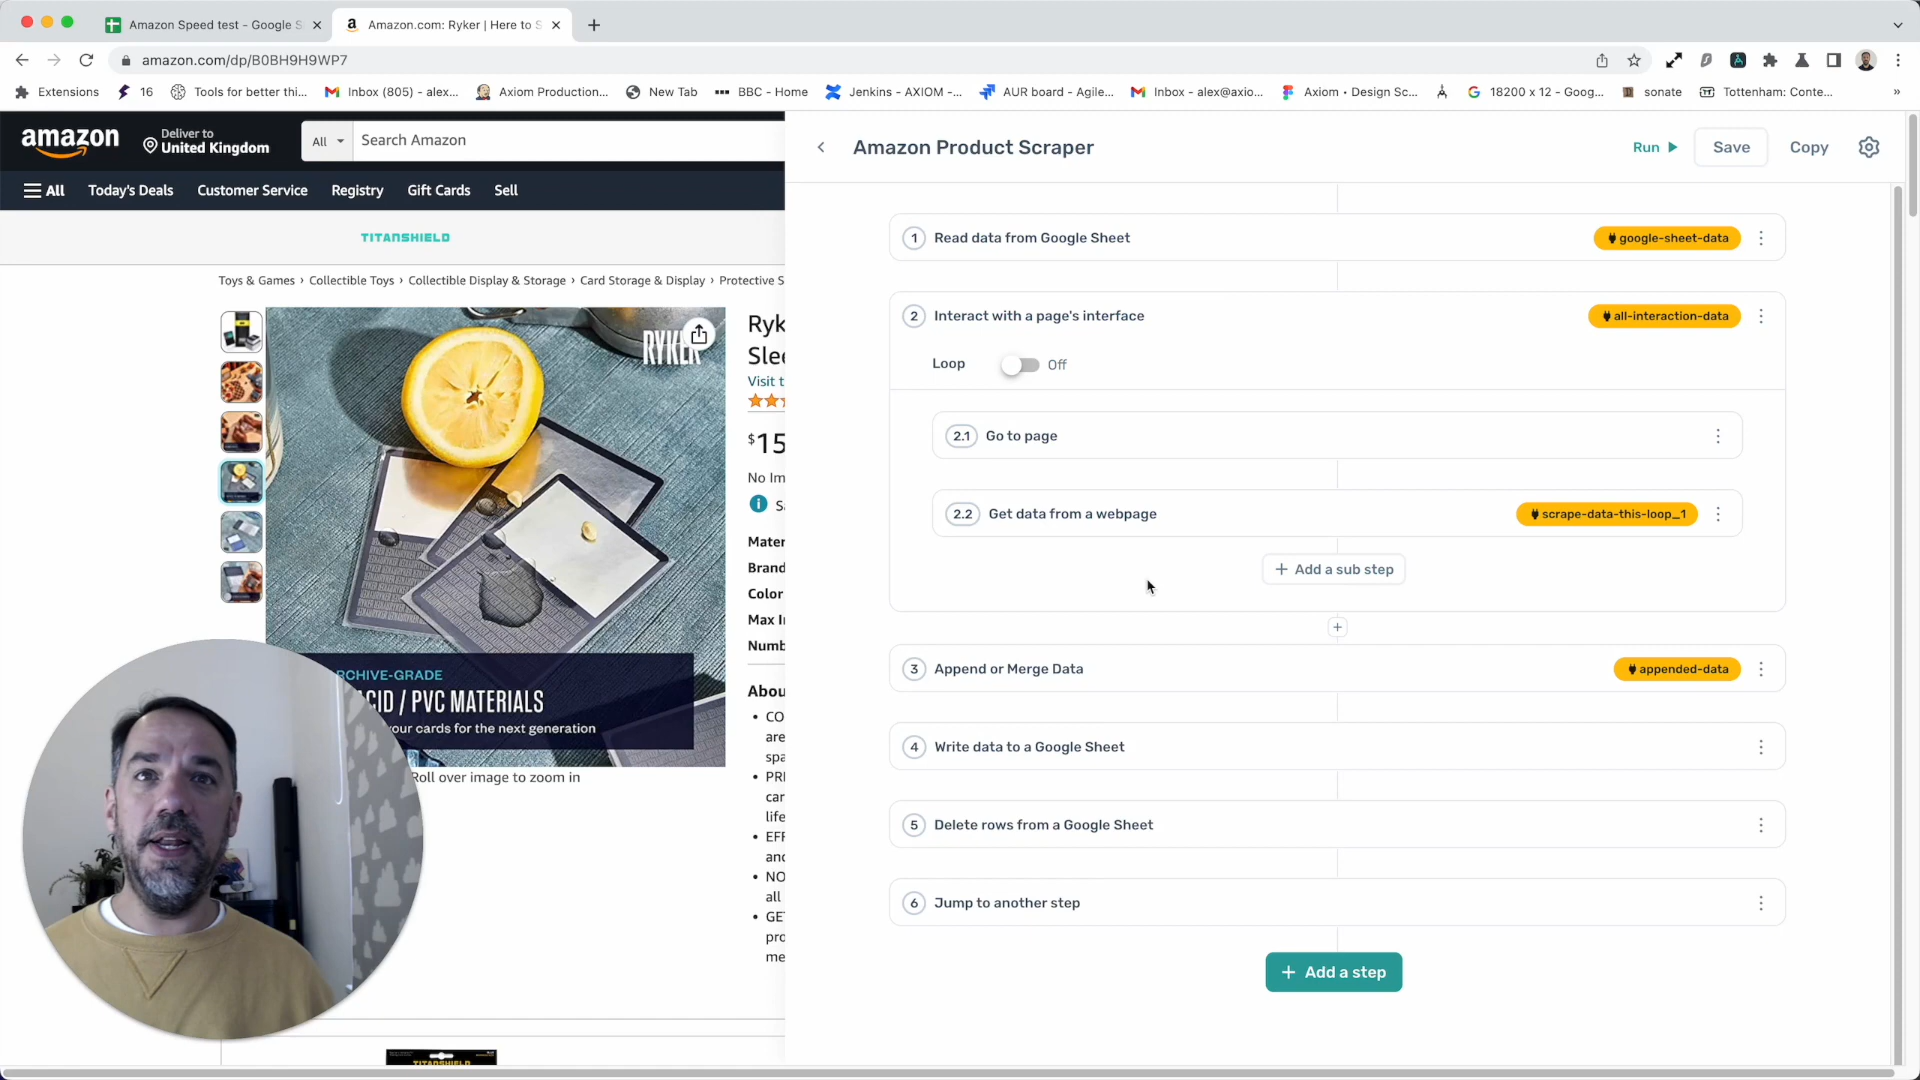 Amazon Speed test - Google S
Amazon.com: Ryker | Here to S
amazon.com/dp/B0BH9H9WP7
Extensions
16
Tools for better thi...
Inbox (805) - alex...
Axiom Production...
New Tab
BBC - Home
Jenkins - AXIOM -...
AUR board - Agile...
Inbox - alex@axio...
Axiom • Design Sc...
18200 x 12 - Goog...
sonate
Tottenham: Conte...
»
amazon
Deliver to
United Kingdom
All
Search Amazon
All
Today's Deals
Customer Service
Registry
Gift Cards
Sell
TITANSHIELD
Toys & Games › Collectible Toys › Collectible Display & Storage › Card Storage & Display › Protective S
RYKER
Ryk
Slee
Visit t
$15
No Im
Sa
Mater
Brand
Color
Max In
Numb
Abou
• CO
are
spa
• PRI
car
life
• EFF
and
• NO
all
• GET
pro
me
RCHIVE-GRADE
ACID / PVC MATERIALS
your cards for the next generation
Roll over image to zoom in
TITANSHIELD
Amazon Product Scraper
Run
Save
Copy
1 Read data from Google Sheet
google-sheet-data
2 Interact with a page's interface
all-interaction-data
Loop
Off
2.1 Go to page
2.2 Get data from a webpage
scrape-data-this-loop_1
+ Add a sub step
+
3 Append or Merge Data
appended-data
4 Write data to a Google Sheet
5 Delete rows from a Google Sheet
6 Jump to another step
+ Add a step